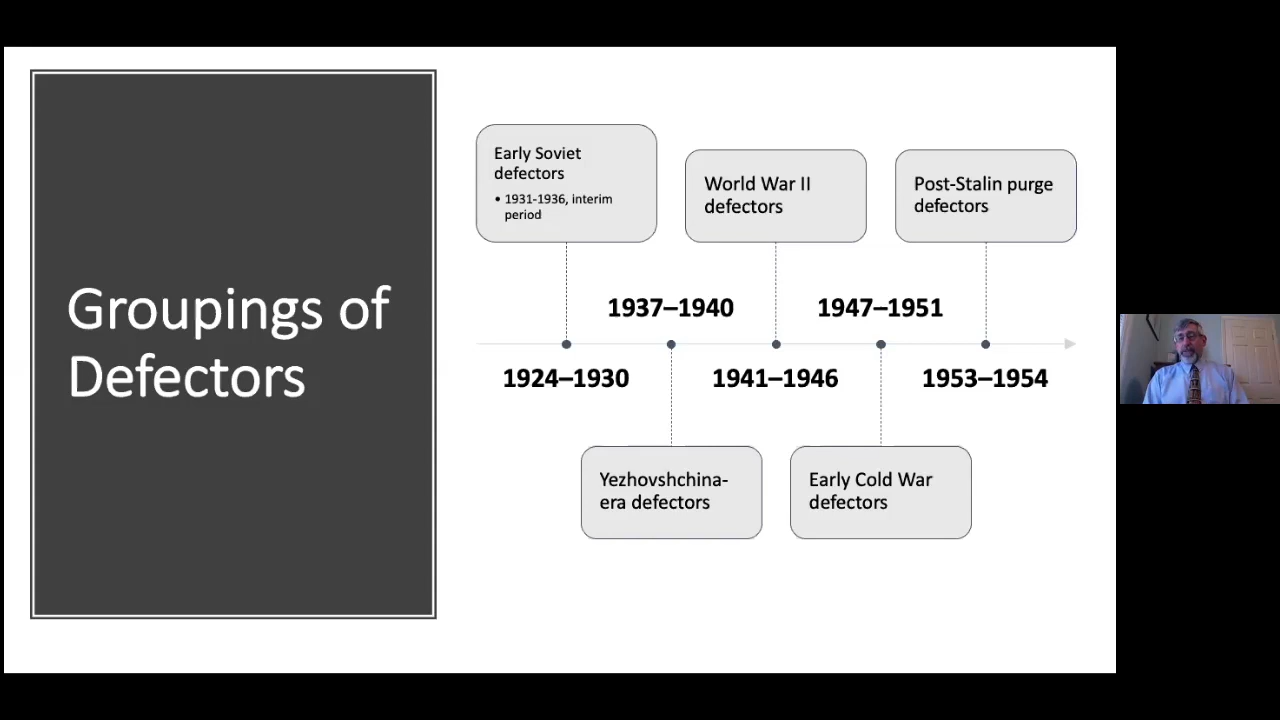 Groupings of
Defectors
Early Soviet
defectors
• 1931-1936, interim
period
World War II
defectors
Post-Stalin purge
defectors
1937–1940
1947–1951
1924–1930
1941–1946
1953–1954
Yezhovshchina-
era defectors
Early Cold War
defectors